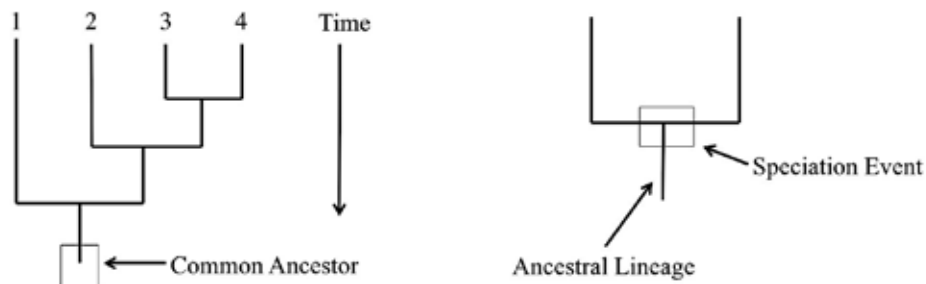 1 2 3 4 Time
Speciation Event
Common Ancestor
Ancestral Lineage